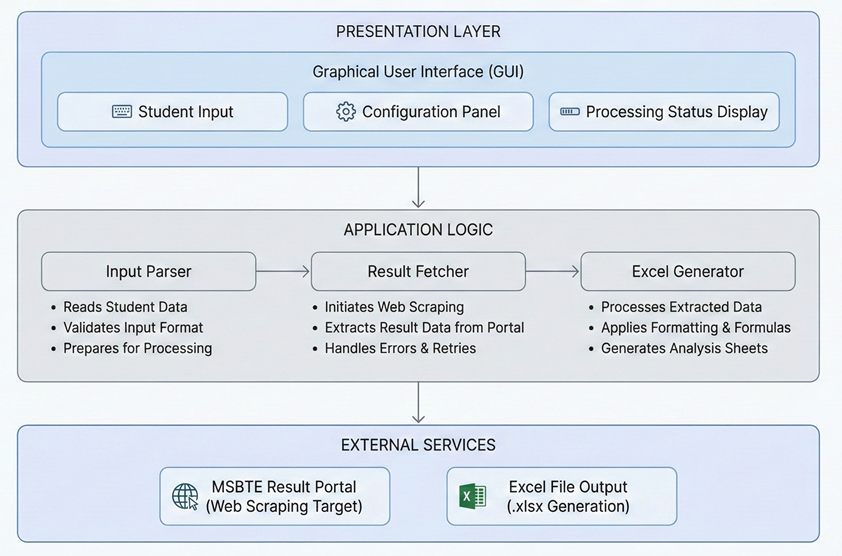 PRESENTATION LAYER
Graphical User Interface (GUI)
Student Input
Configuration Panel
Processing Status Display
APPLICATION LOGIC
Input Parser
• Reads Student Data
• Validates Input Format
• Prepares for Processing
Result Fetcher
• Initiates Web Scraping
• Extracts Result Data from Portal
• Handles Errors & Retries
Excel Generator
• Processes Extracted Data
• Applies Formatting & Formulas
• Generates Analysis Sheets
EXTERNAL SERVICES
MSBTE Result Portal
(Web Scraping Target)
X
Excel File Output
(.xlsx Generation)